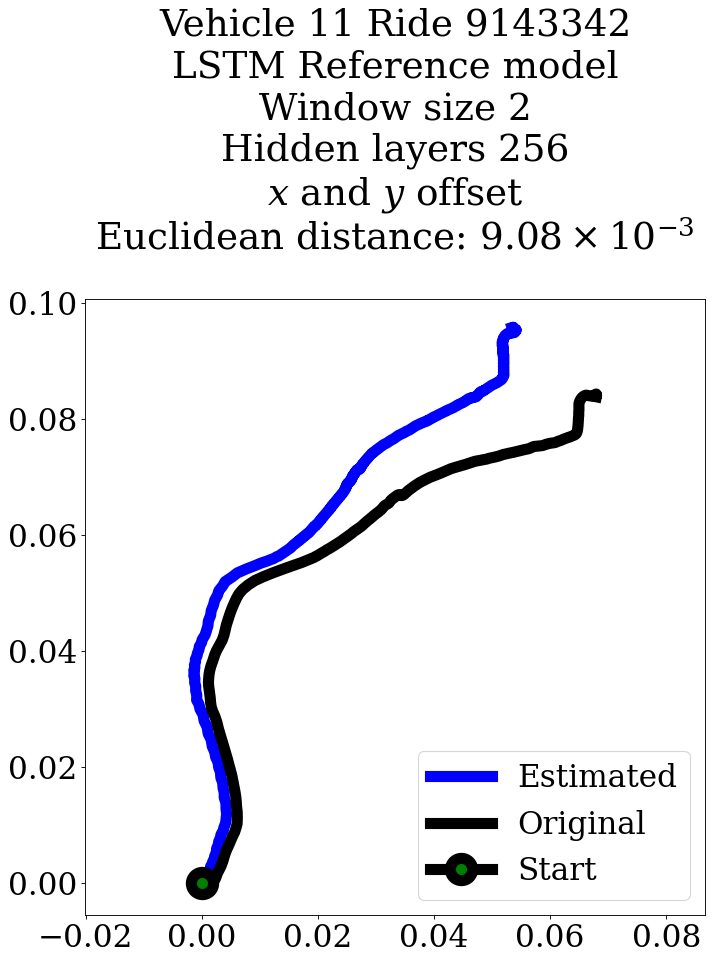 Vehicle 11 Ride 9143342
LSTM Reference model
Window size 2
Hidden layers 256
x and y offset
Euclidean distance: 9.08 × 10⁻³
0.10
0.08
0.06
0.04
0.02
0.00
Estimated
Original
Start
−0.02 0.00 0.02 0.04 0.06 0.08